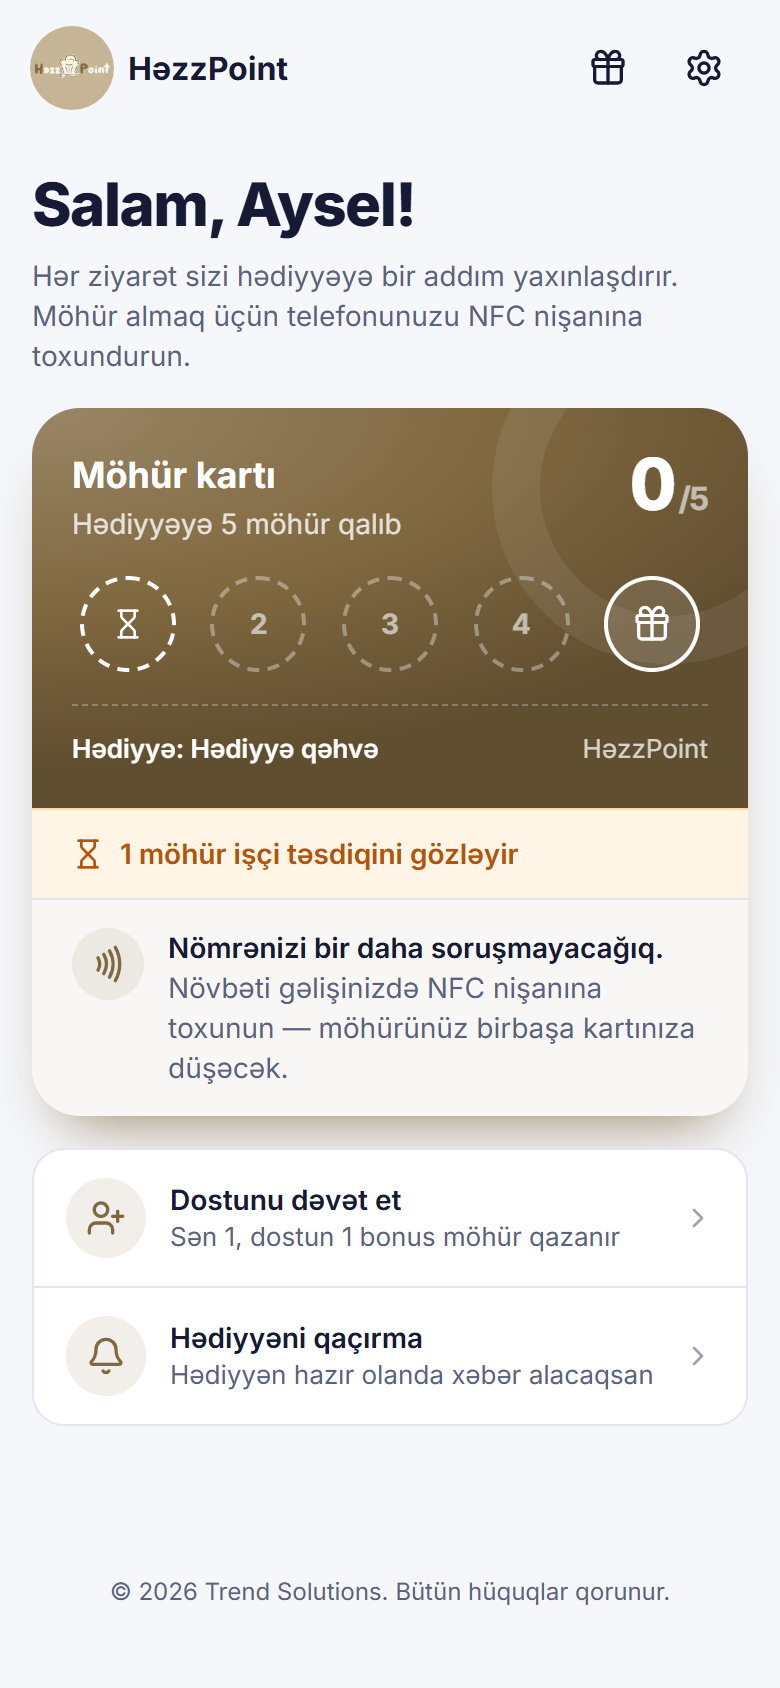 HəzzPoint
HəzzPoint
Salam, Aysel!
Hər ziyarət sizi hədiyyəyə bir addım yaxınlaşdırır.
Möhür almaq üçün telefonunuzu NFC nişanına
toxundurun.
Möhür kartı
0/5
Hədiyyəyə 5 möhür qalıb
2 3 4
Hədiyyə: Hədiyyə qəhvə HəzzPoint
1 möhür işçi təsdiqini gözləyir
Nömrənizi bir daha soruşmayacağıq.
Növbəti gəlişinizdə NFC nişanına
toxunun — möhürünüz birbaşa kartınıza
düşəcək.
Dostunu dəvət et
Sən 1, dostun 1 bonus möhür qazanır
Hədiyyəni qaçırma
Hədiyyən hazır olanda xəbər alacaqsan
© 2026 Trend Solutions. Bütün hüquqlar qorunur.